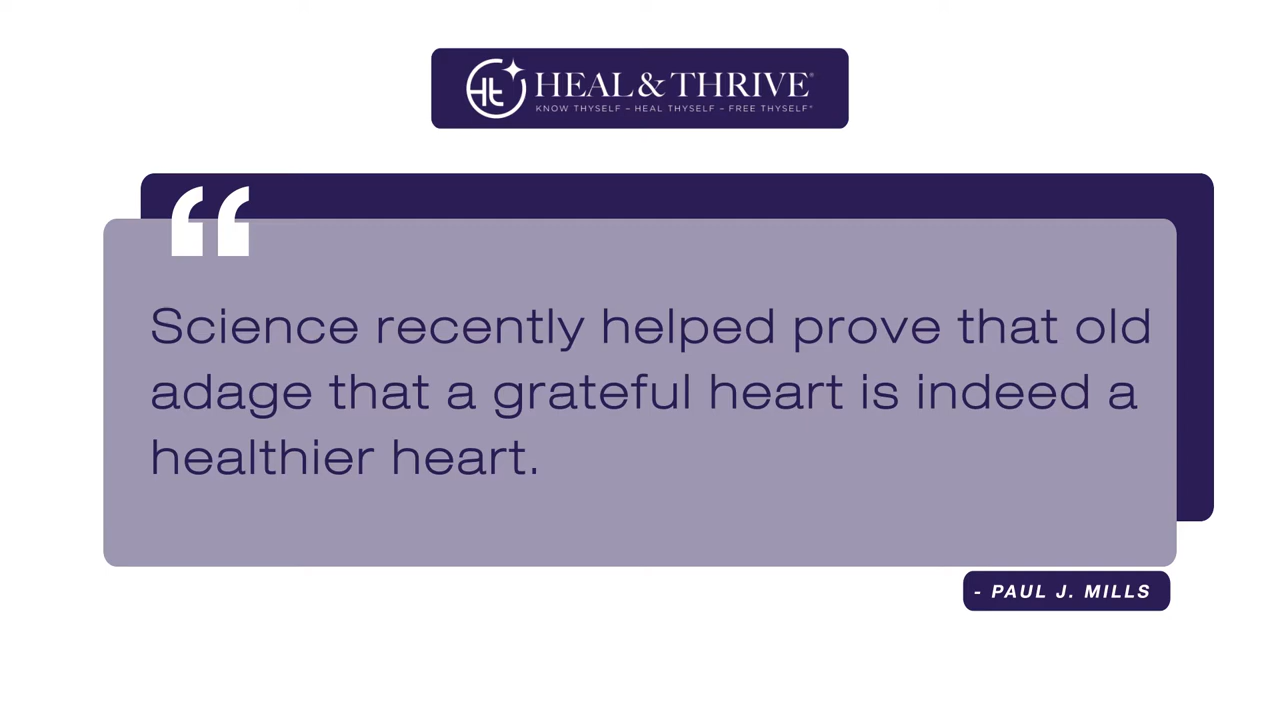 Ht HEAL & THRIVE®
KNOW THYSELF – HEAL THYSELF – FREE THYSELF®
“
Science recently helped prove that old
adage that a grateful heart is indeed a
healthier heart.
- PAUL J. MILLS